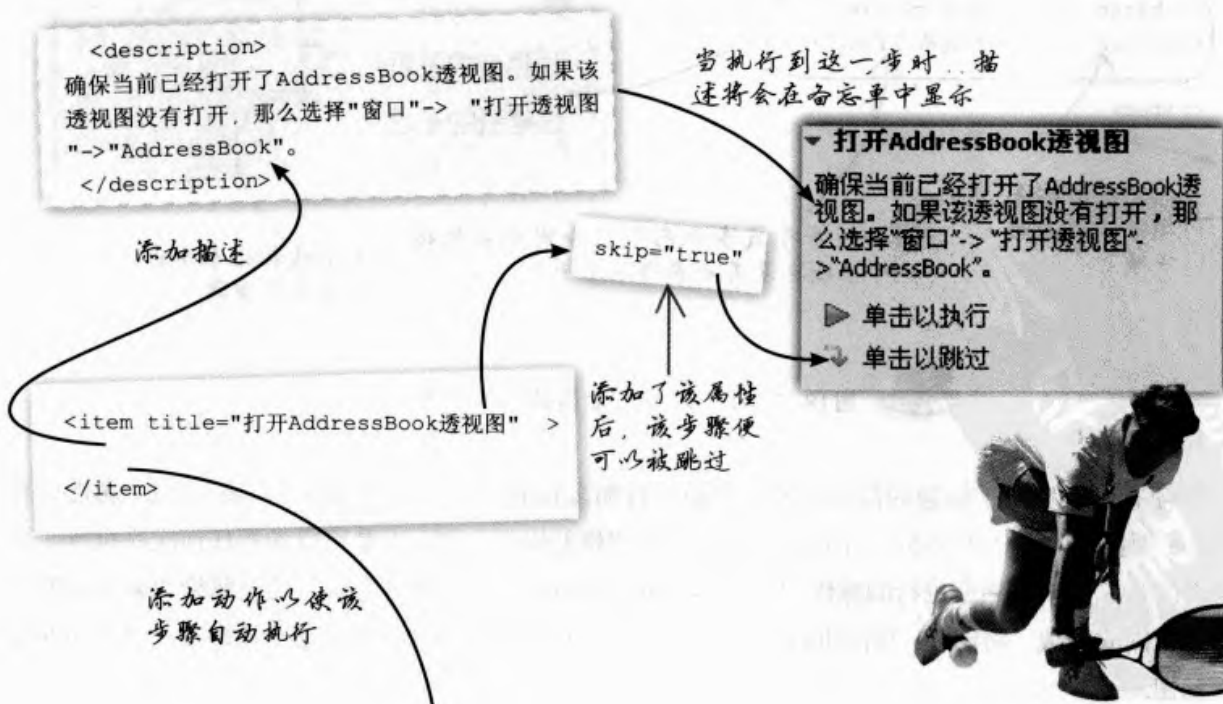 <description>
确保当前已经打开了AddressBook透视图。如果该
透视图没有打开，那么选择"窗口"-> "打开透视图
"->"AddressBook"。
</description>
当执行到这一步时...描
述将会在备忘单中显示
打开AddressBook透视图
确保当前已经打开了AddressBook透
视图。如果该透视图没有打开，那
么选择"窗口"-> "打开透视图"-
>"AddressBook"。
单击以执行
单击以跳过
添加描述
skip="true"
添加了该属性
后，该步骤便
可以被跳过
<item title="打开AddressBook透视图" >
</item>
添加动作以使该
步骤自动执行